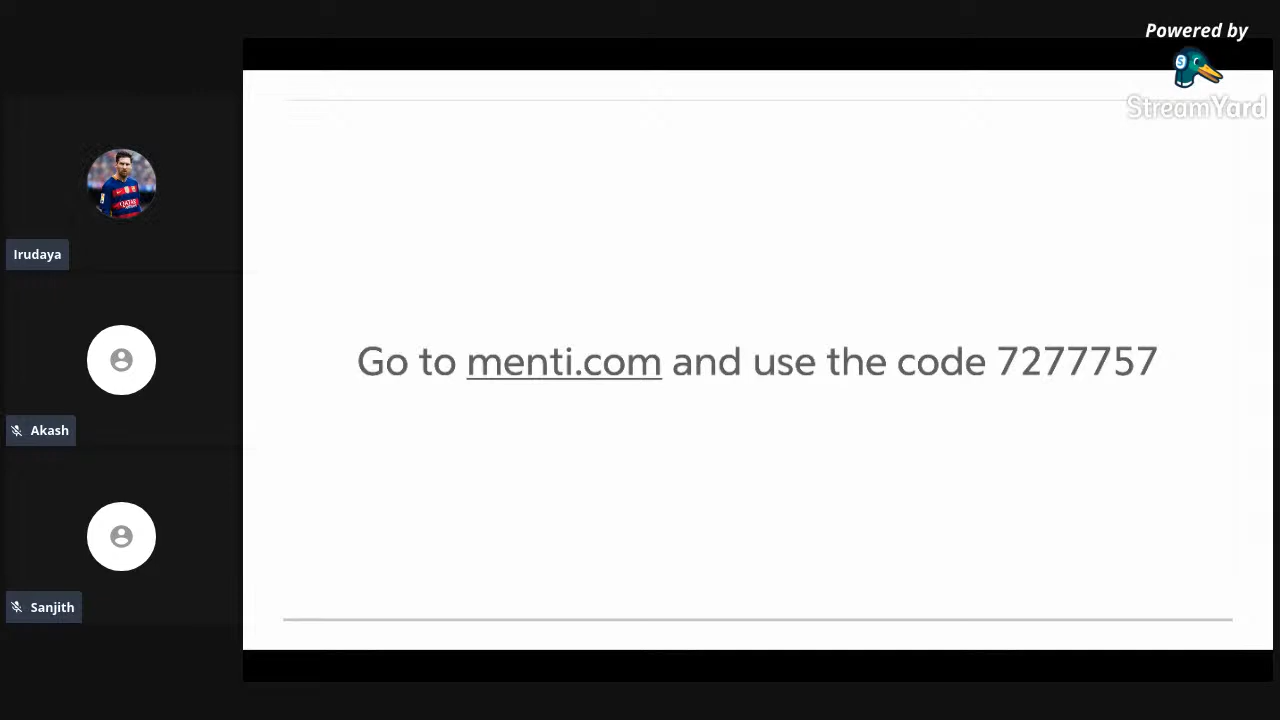 Powered by
StreamYard
Irudaya
Go to menti.com and use the code 7277757
Akash
Sanjith